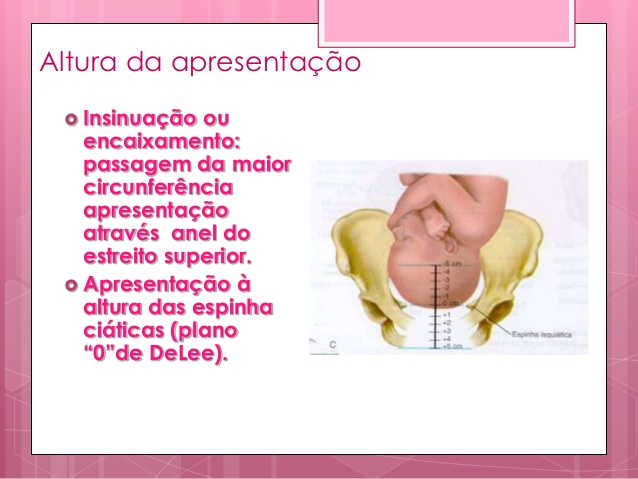 Altura da apresentação
Insinuação ou
encaixamento:
passagem da maior
circunferência
apresentação
através anel do
estreito superior.
Apresentação à
altura das espinha
ciáticas (plano
“0”de DeLee).
-5 cm
-4
-3
-2
-1
0 cm
+1
+2
+3
+4
+5 cm
Espinha isquiática
C